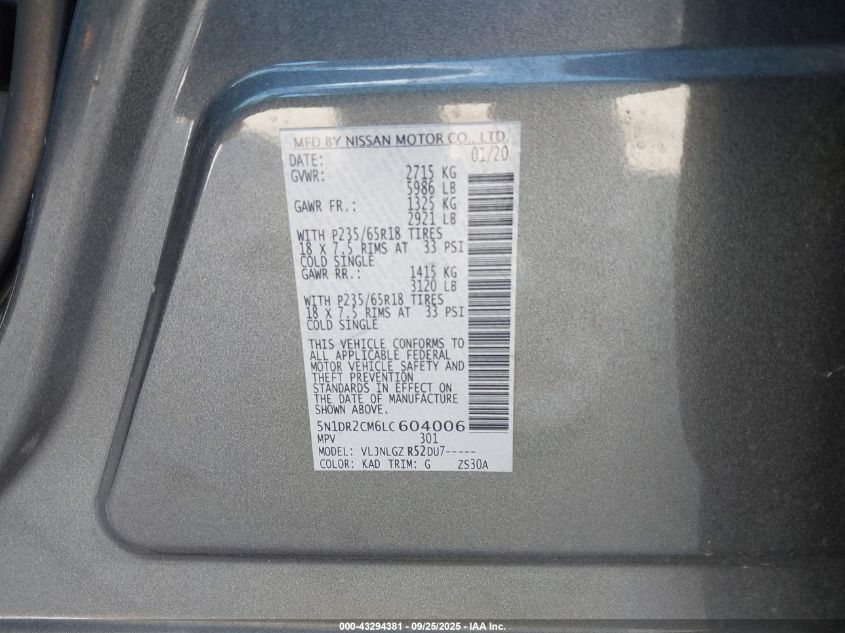 MFD BY NISSAN MOTOR CO., LTD.
DATE: 01/20
GVWR: 2715 KG
5986 LB
GAWR FR.: 1325 KG
2921 LB
WITH P235/65R18 TIRES
18 X 7.5 RIMS AT 33 PSI
COLD SINGLE
GAWR RR.: 1415 KG
3120 LB
WITH P235/65R18 TIRES
18 X 7.5 RIMS AT 33 PSI
COLD SINGLE
THIS VEHICLE CONFORMS TO
ALL APPLICABLE FEDERAL
MOTOR VEHICLE SAFETY AND
THEFT PREVENTION
STANDARDS IN EFFECT ON
THE DATE OF MANUFACTURE
SHOWN ABOVE.
5N1DR2CM6LC604006
MPV 301
MODEL: VLJNLGZ R52DU7-----
COLOR: KAD TRIM: G ZS30A
000-43294381 - 09/25/2025 - IAA Inc.